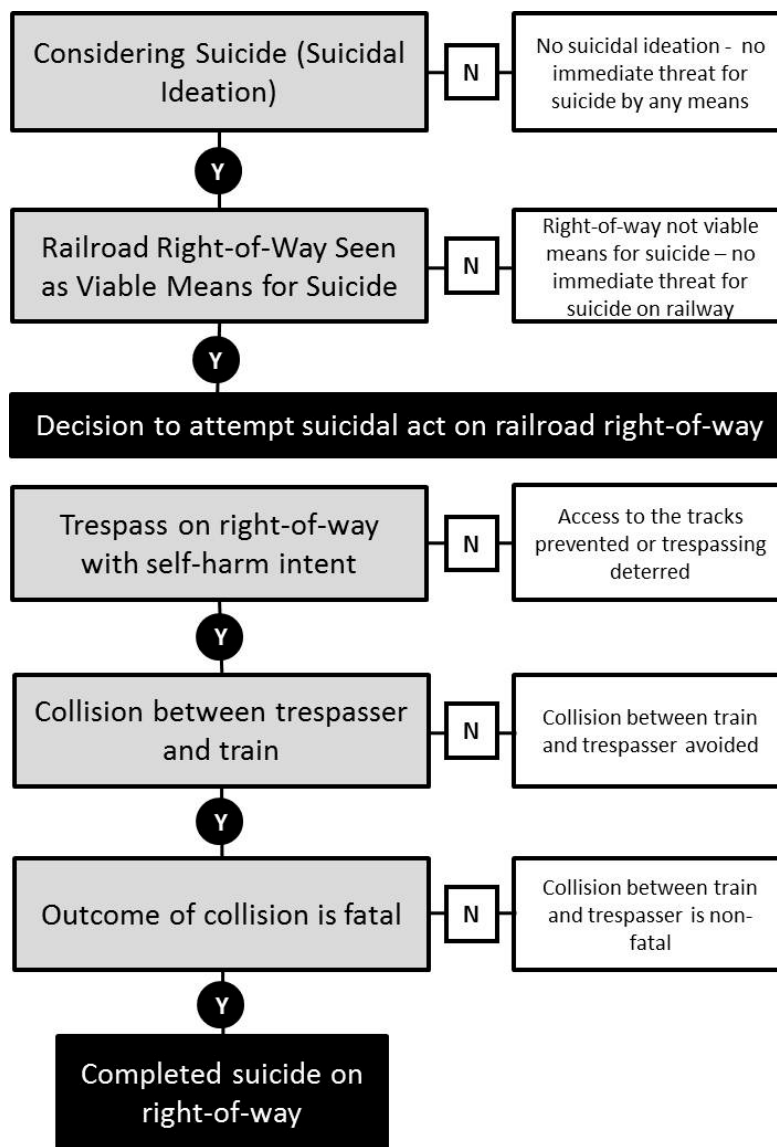 Considering Suicide (Suicidal
Ideation)
N
No suicidal ideation -  no
immediate threat for
suicide by any means
Y
Railroad Right-of-Way Seen
as Viable Means for Suicide
N
Right-of-way not viable
means for suicide – no
immediate threat for
suicide on railway
Y
Decision to attempt suicidal act on railroad right-of-way
Trespass on right-of-way
with self-harm intent
N
Access to the tracks
prevented or trespassing
deterred
Y
Collision between trespasser
and train
N
Collision between train
and trespasser avoided
Y
Outcome of collision is fatal
N
Collision between train
and trespasser is non-
fatal
Y
Completed suicide on
right-of-way